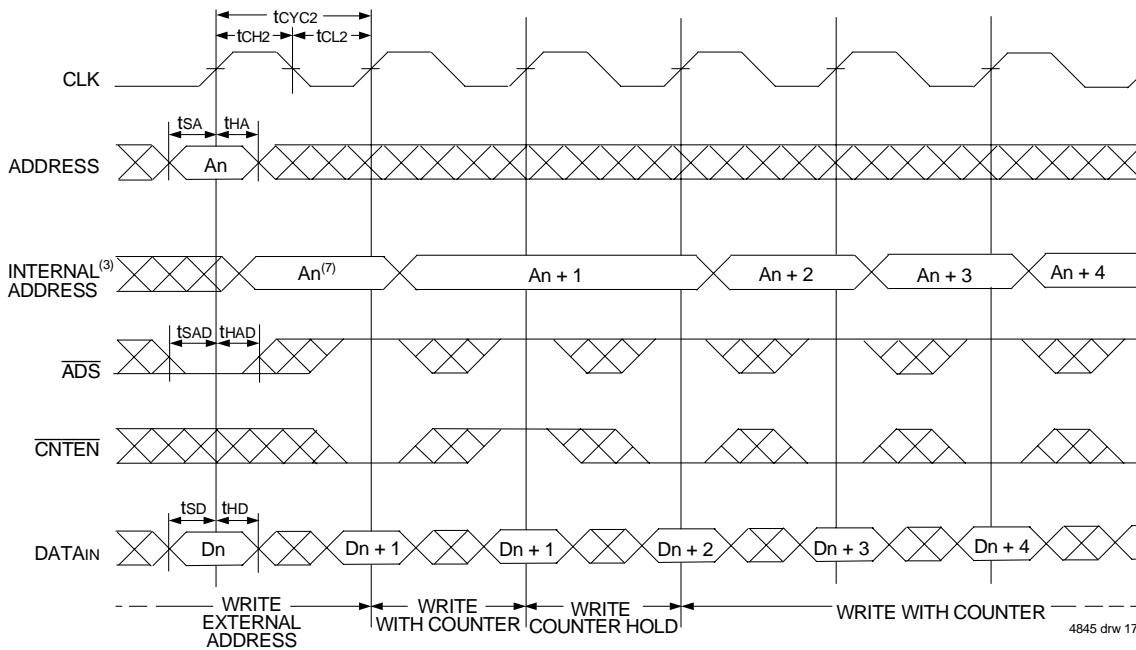 tCYC2
tCH2 tCL2
CLK
tSA tHA
ADDRESS An
INTERNAL(3) ADDRESS An(7) An + 1 An + 2 An + 3 An + 4
tSAD tHAD
ADS
CNTEN
tSD tHD
DATAIN Dn Dn + 1 Dn + 1 Dn + 2 Dn + 3 Dn + 4
WRITE EXTERNAL ADDRESS
WRITE WITH COUNTER
WRITE COUNTER HOLD
WRITE WITH COUNTER
4845 drw 17